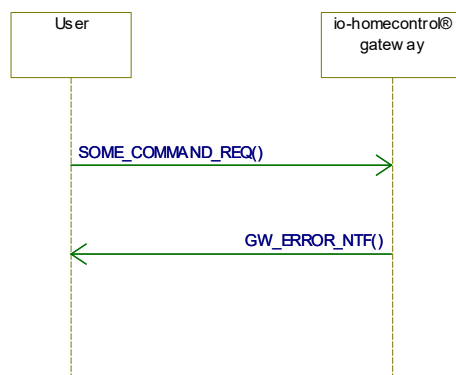 User
io-homecontrol®
gateway
SOME_COMMAND_REQ()
GW_ERROR_NTF()